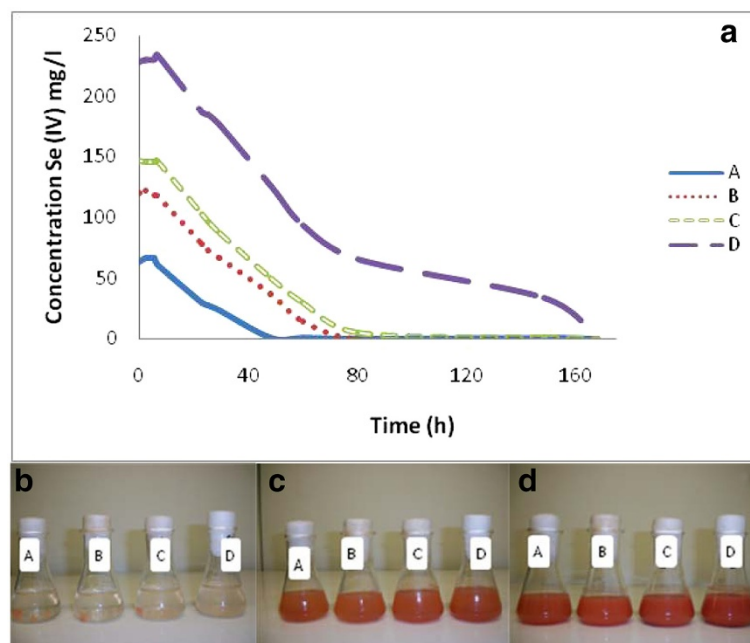 a
250
200
150
100
50
0
Concentration Se (IV) mg/l
0 40 80 120 160
Time (h)
A
B
C
D
b c d
A B C D
A B C D
A B C D